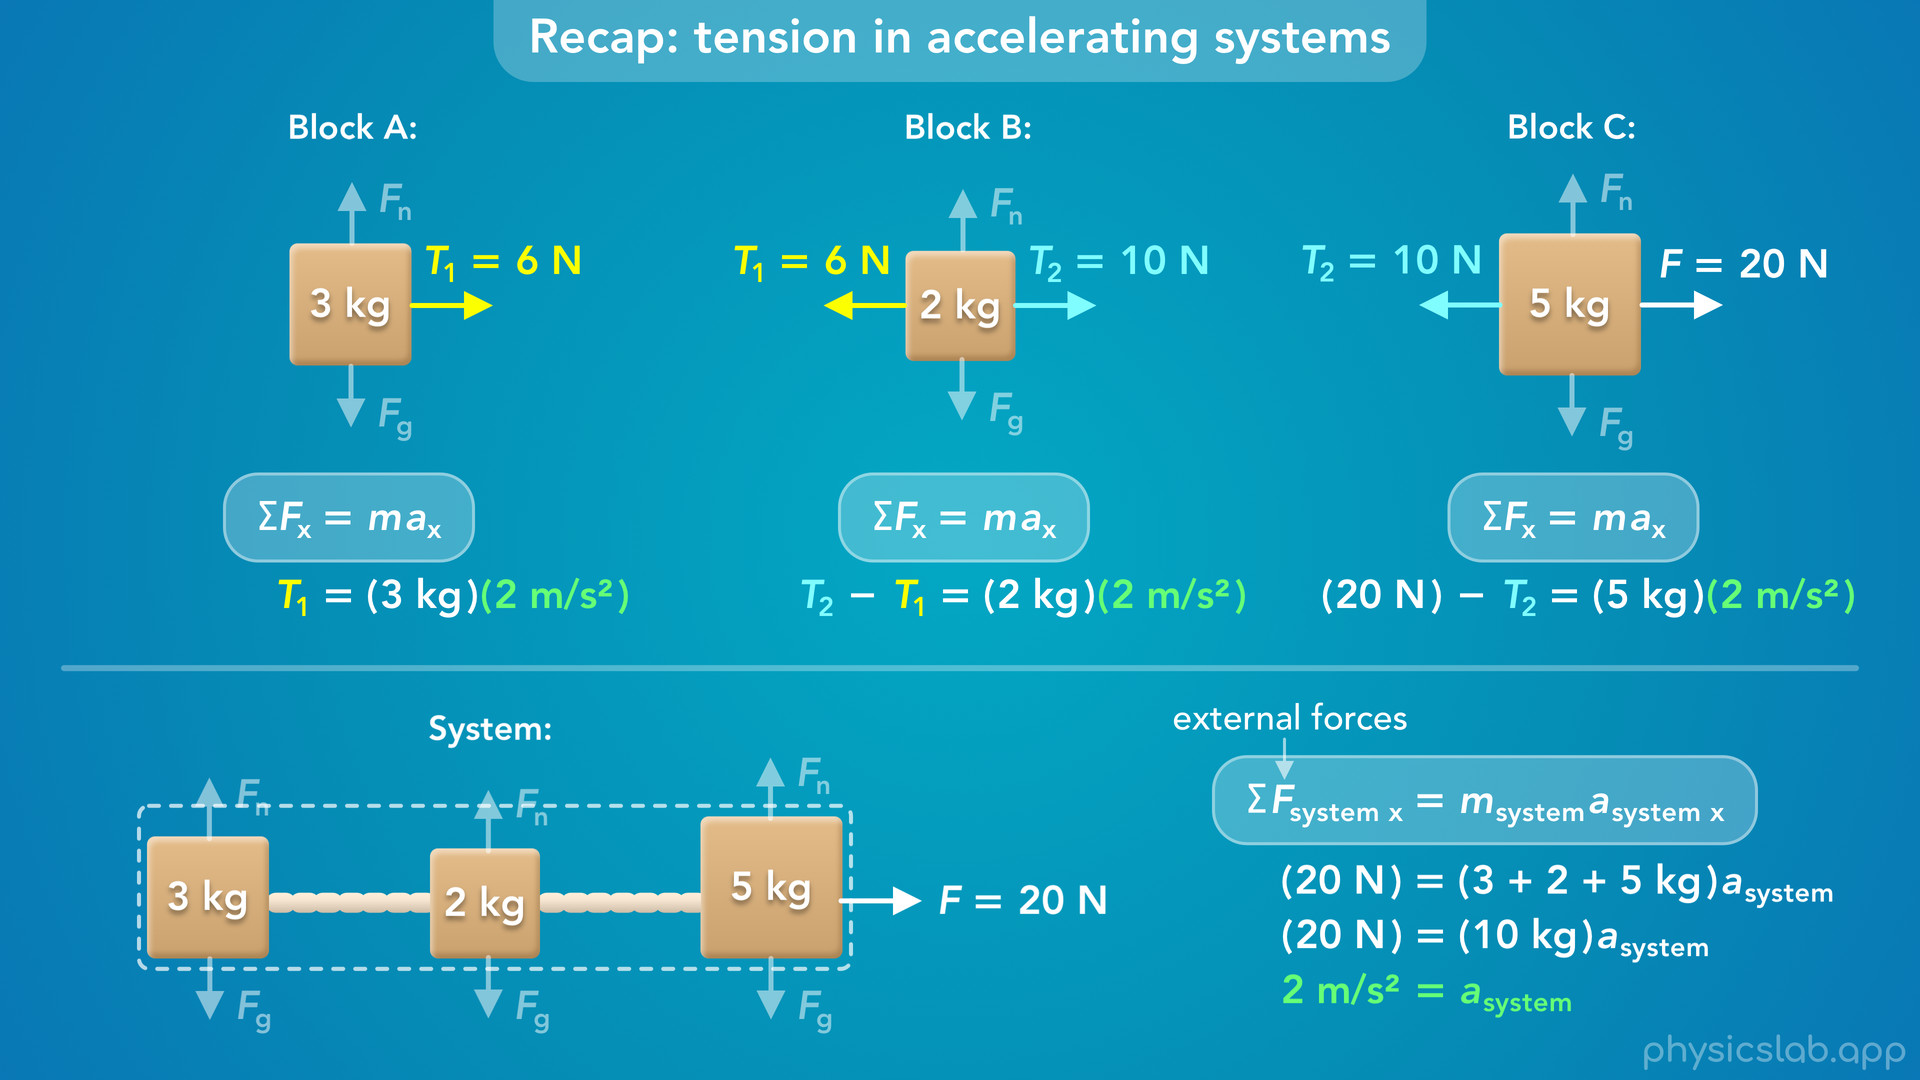 Recap: tension in accelerating systems
Block A:
Block B:
Block C:
Fn
Fn
Fn
T1 = 6 N
T1 = 6 N
T2 = 10 N
T2 = 10 N
F = 20 N
3 kg
2 kg
5 kg
Fg
Fg
Fg
ΣFx = max
ΣFx = max
ΣFx = max
T1 = (3 kg)(2 m/s²)
T2 − T1 = (2 kg)(2 m/s²)
(20 N) − T2 = (5 kg)(2 m/s²)
System:
Fn
Fn
Fn
3 kg
2 kg
5 kg
F = 20 N
Fg
Fg
Fg
external forces
ΣFsystem x = msystem asystem x
(20 N) = (3 + 2 + 5 kg)asystem
(20 N) = (10 kg)asystem
2 m/s² = asystem
physicslab.app